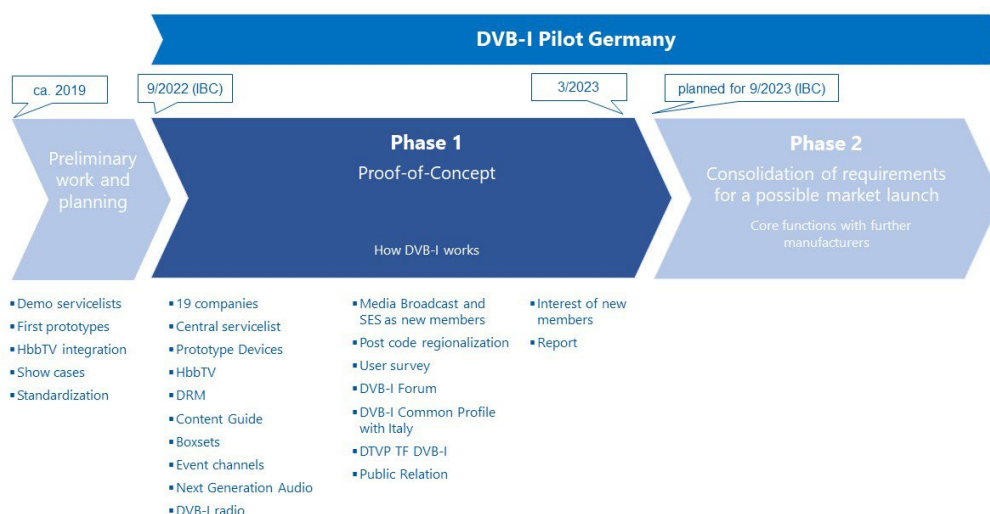 DVB-I Pilot Germany
ca. 2019
9/2022 (IBC)
3/2023
planned for 9/2023 (IBC)
Preliminary
work and
planning
Phase 1
Proof-of-Concept
How DVB-I works
Phase 2
Consolidation of requirements
for a possible market launch
Core functions with further
manufacturers
▪ Demo servicelists
▪ First prototypes
▪ HbbTV integration
▪ Show cases
▪ Standardization
▪ 19 companies
▪ Central servicelist
▪ Prototype Devices
▪ HbbTV
▪ DRM
▪ Content Guide
▪ Boxsets
▪ Event channels
▪ Next Generation Audio
▪ DVB-I radio
▪ Media Broadcast and
SES as new members
▪ Post code regionalization
▪ User survey
▪ DVB-I Forum
▪ DVB-I Common Profile
with Italy
▪ DTVP TF DVB-I
▪ Public Relation
▪ Interest of new
members
▪ Report